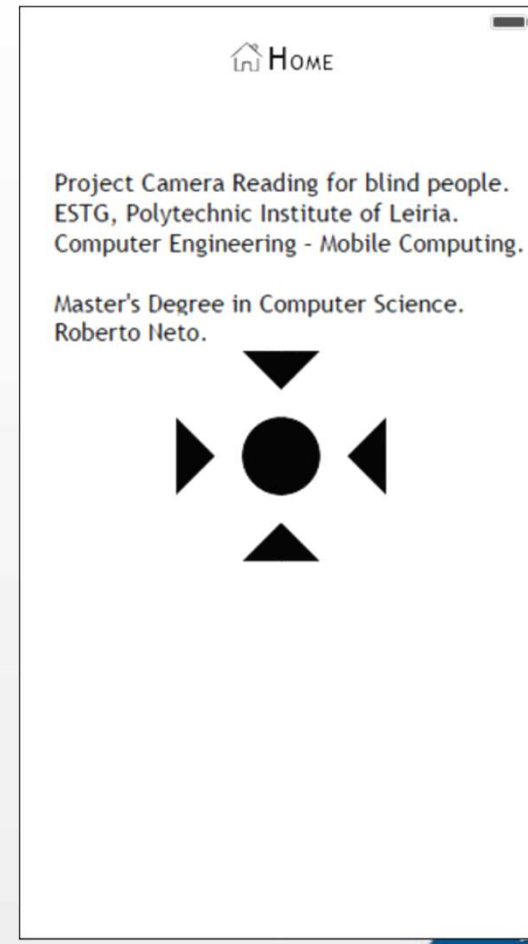 Home
Project Camera Reading for blind people.
ESTG, Polytechnic Institute of Leiria.
Computer Engineering - Mobile Computing.
Master's Degree in Computer Science.
Roberto Neto.